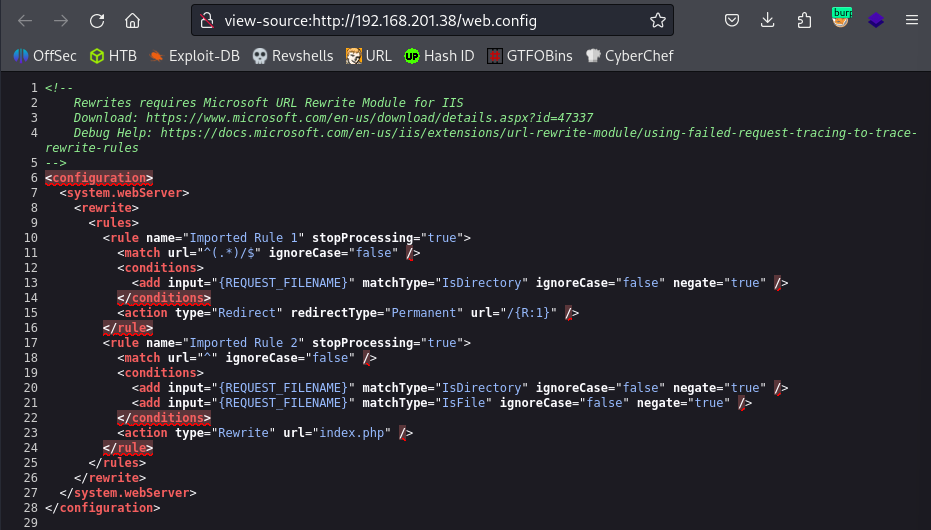 burp
view-source:http://192.168.201.38/web.config
OffSec HTB Exploit-DB Revshells URL UP Hash ID GTFOBins CyberChef
1 <!--
2     Rewrites requires Microsoft URL Rewrite Module for IIS
3     Download: https://www.microsoft.com/en-us/download/details.aspx?id=47337
4     Debug Help: https://docs.microsoft.com/en-us/iis/extensions/url-rewrite-module/using-failed-request-tracing-to-trace-
rewrite-rules
5 -->
6 <configuration>
7   <system.webServer>
8     <rewrite>
9       <rules>
10         <rule name="Imported Rule 1" stopProcessing="true">
11           <match url="^(.*)/$" ignoreCase="false" />
12           <conditions>
13             <add input="{REQUEST_FILENAME}" matchType="IsDirectory" ignoreCase="false" negate="true" />
14           </conditions>
15           <action type="Redirect" redirectType="Permanent" url="/{R:1}" />
16         </rule>
17         <rule name="Imported Rule 2" stopProcessing="true">
18           <match url="^" ignoreCase="false" />
19           <conditions>
20             <add input="{REQUEST_FILENAME}" matchType="IsDirectory" ignoreCase="false" negate="true" />
21             <add input="{REQUEST_FILENAME}" matchType="IsFile" ignoreCase="false" negate="true" />
22           </conditions>
23           <action type="Rewrite" url="index.php" />
24         </rule>
25       </rules>
26     </rewrite>
27   </system.webServer>
28 </configuration>
29